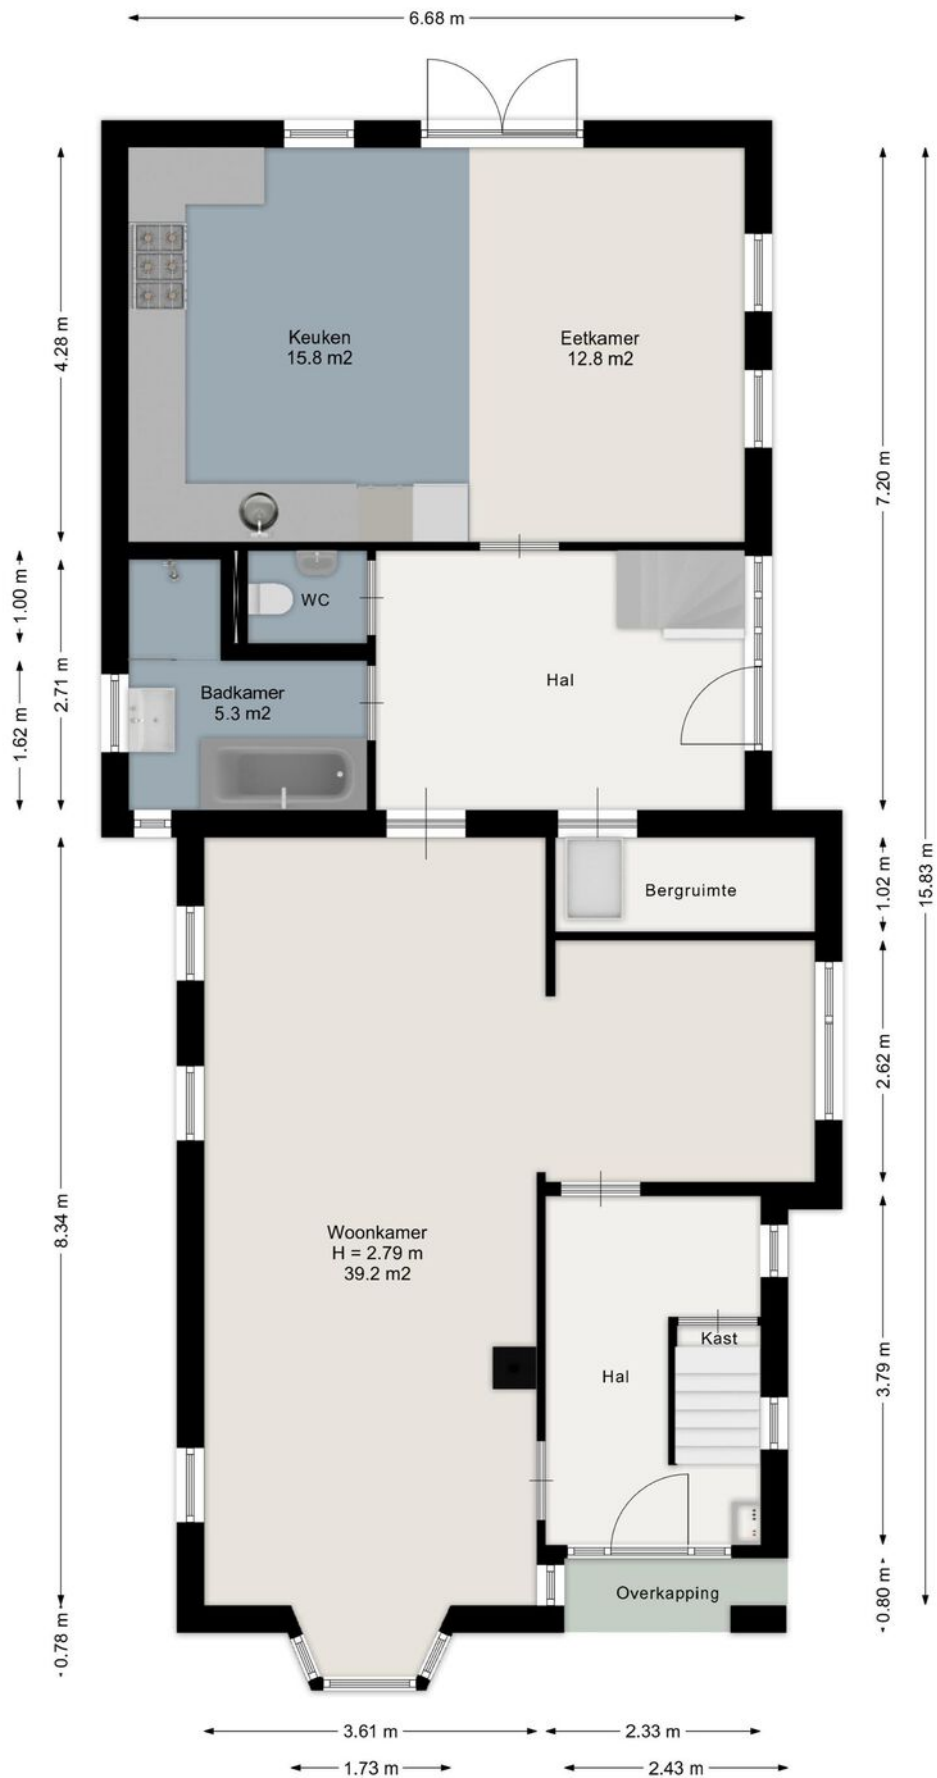 6.68 m
4.28 m
7.20 m
15.83 m
Keuken
15.8 m2
Eetkamer
12.8 m2
1.00 m
2.71 m
1.62 m
WC
Hal
Badkamer
5.3 m2
Bergruimte
1.02 m
2.62 m
8.34 m
Woonkamer
H = 2.79 m
39.2 m2
Kast
Hal
3.79 m
Overkapping
0.80 m
0.78 m
3.61 m
2.33 m
1.73 m
2.43 m